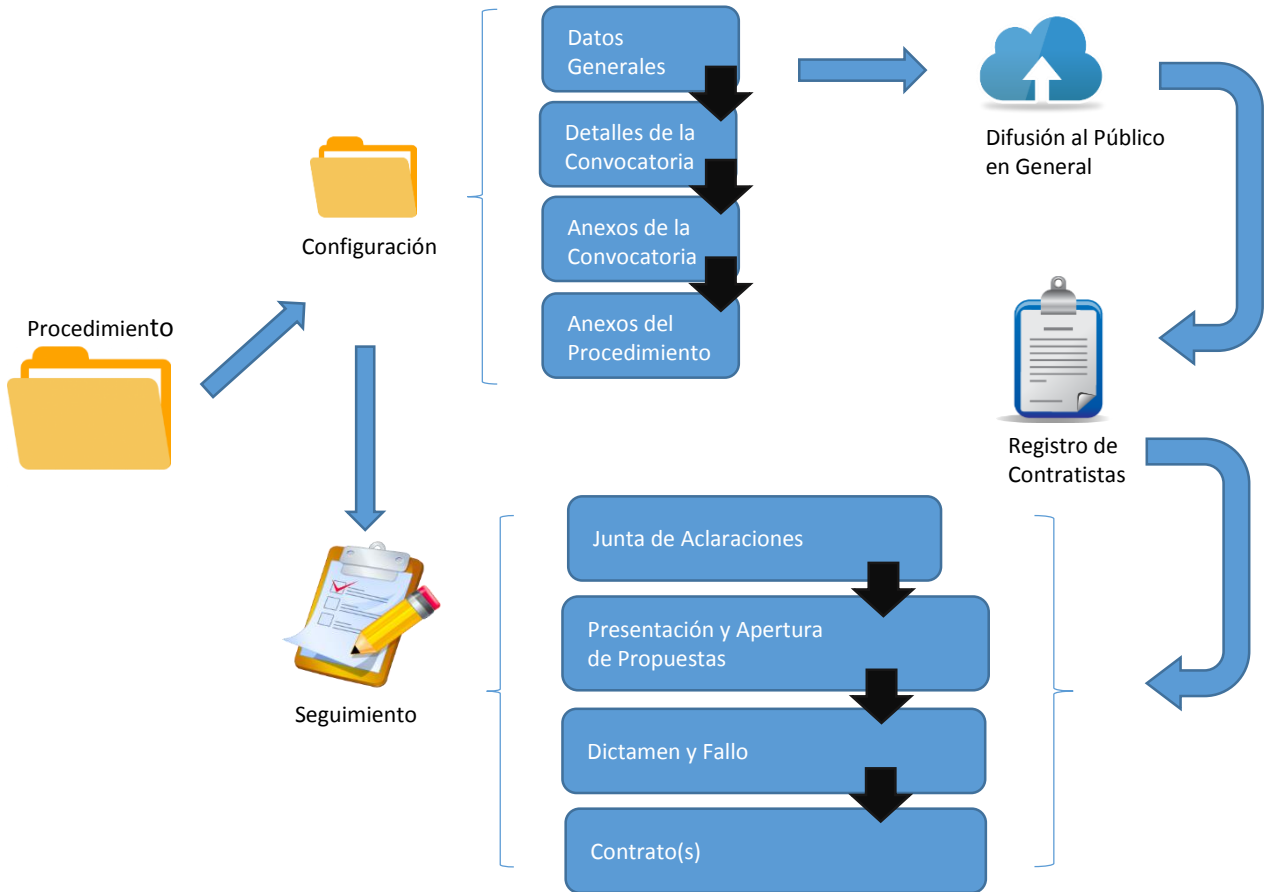 Procedimiento
Configuración
Datos
Generales
Detalles de la
Convocatoria
Anexos de la
Convocatoria
Anexos del
Procedimiento
Difusión al Público
en General
Registro de
Contratistas
Seguimiento
Junta de Aclaraciones
Presentación y Apertura
de Propuestas
Dictamen y Fallo
Contrato(s)